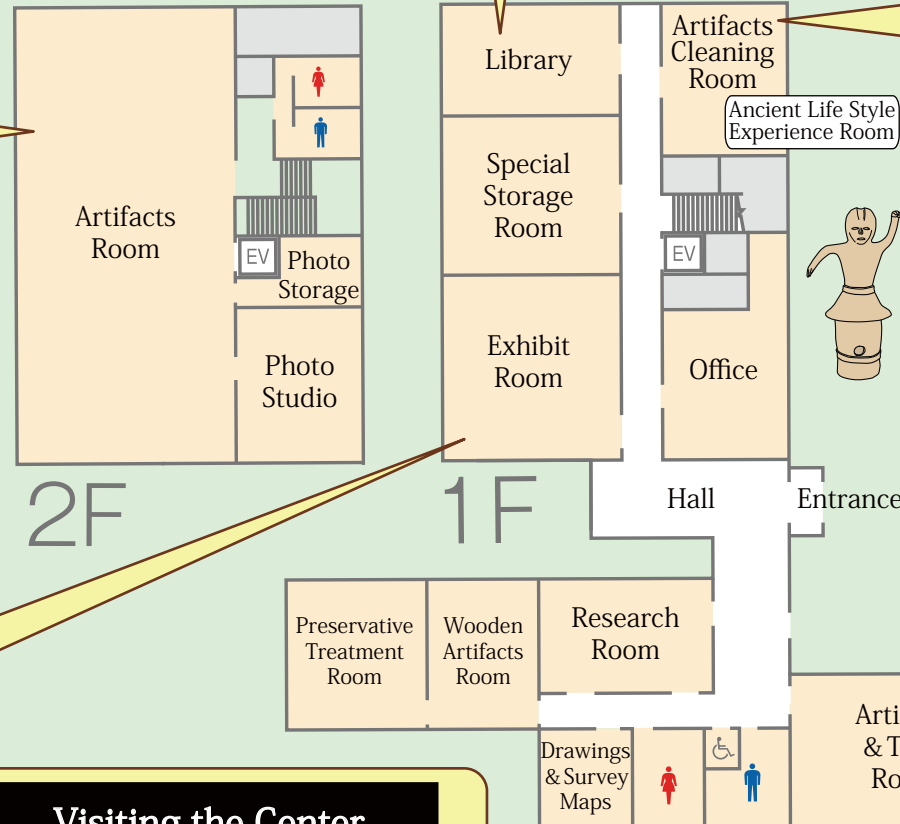 Artifacts
Room
EV
Photo
Storage
Photo
Studio
2F
Library
Special
Storage
Room
Exhibit
Room
1F
Artifacts
Cleaning
Room
Ancient Life Style
Experience Room
EV
Office
Hall
Entrance
Preservative
Treatment
Room
Wooden
Artifacts
Room
Research
Room
Drawings
& Survey
Maps
Arti
& T
Ro
Visiting the Center